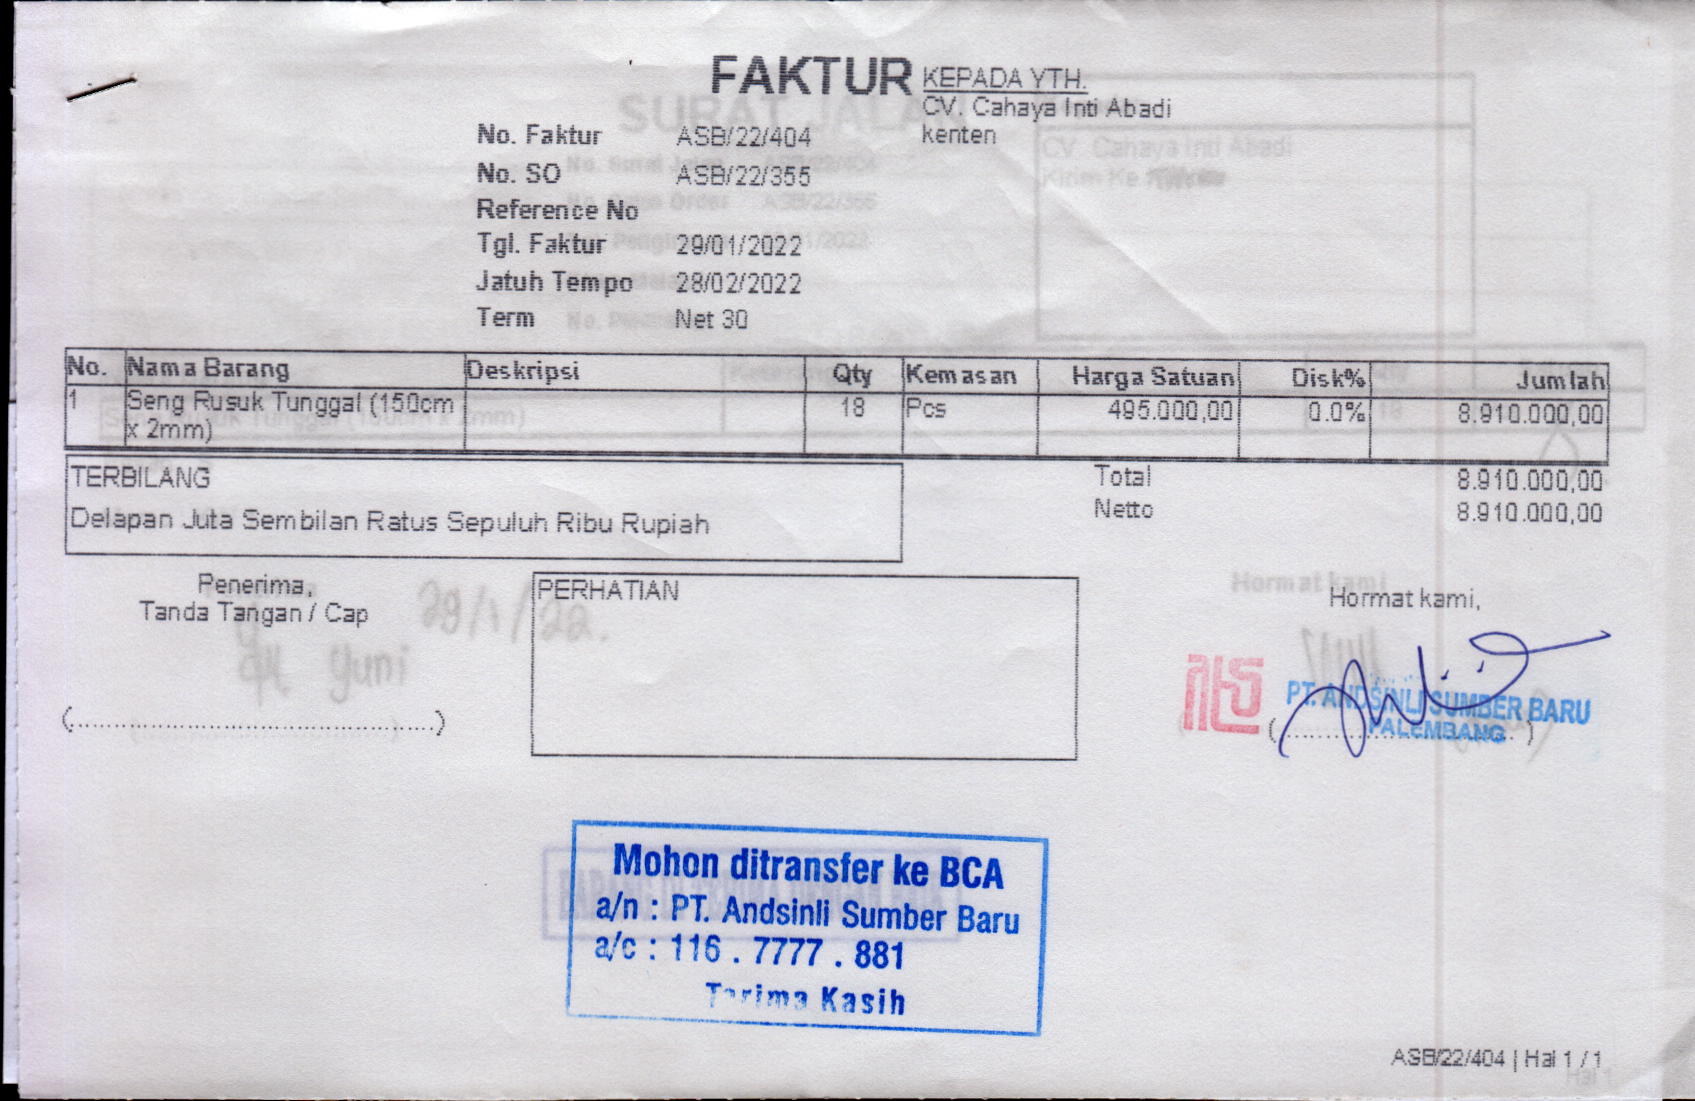 FAKTUR
KEPADA YTH.
CV. Cahaya Inti Abadi
kenten
No. Faktur ASB/22/404
No. SO ASB/22/355
Reference No
Tgl. Faktur 29/01/2022
Jatuh Tempo 28/02/2022
Term Net 30
No. Nama Barang Deskripsi Qty Kemasan Harga Satuan Disk% Jumlah
1 Seng Rusuk Tunggal (150cm 18 Pcs 495.000,00 0.0% 8.910.000,00
x 2mm)
TERBILANG
Delapan Juta Sembilan Ratus Sepuluh Ribu Rupiah
Total 8.910.000,00
Netto 8.910.000,00
Penerima,
Tanda Tangan / Cap
29/1/22.
yuni
(......................................................)
PERHATIAN
Hormat kami,
PT. ANDSINLI SUMBER BARU
PALEMBANG
Mohon ditransfer ke BCA
a/n : PT. Andsinli Sumber Baru
a/c : 116 . 7777 . 881
Terima Kasih
ASB/22/404 | Hal 1 / 1